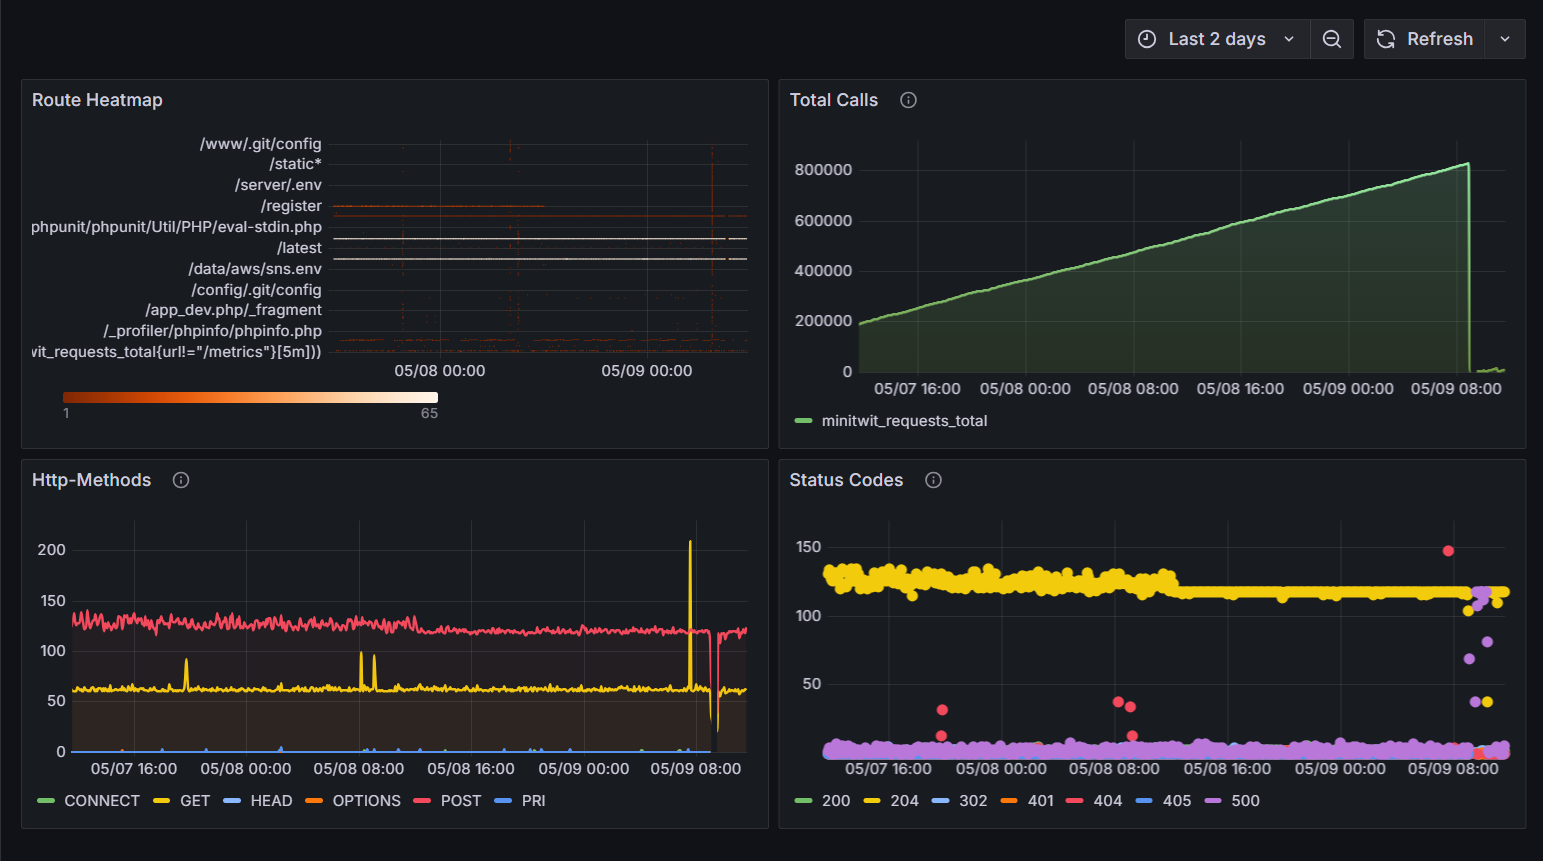 Last 2 days
Refresh
Route Heatmap
/www/.git/config
/static*
/server/.env
/register
phpunit/phpunit/Util/PHP/eval-stdin.php
/latest
/data/aws/sns.env
/config/.git/config
/app_dev.php/_fragment
/_profiler/phpinfo/phpinfo.php
wit_requests_total{url!="/metrics"}[5m]))
05/08 00:00 05/09 00:00
1 65
Total Calls
800000
600000
400000
200000
0
05/07 16:00 05/08 00:00 05/08 08:00 05/08 16:00 05/09 00:00 05/09 08:00
minitwit_requests_total
Http-Methods
200
150
100
50
0
05/07 16:00 05/08 00:00 05/08 08:00 05/08 16:00 05/09 00:00 05/09 08:00
CONNECT GET HEAD OPTIONS POST PRI
Status Codes
150
100
50
05/07 16:00 05/08 00:00 05/08 08:00 05/08 16:00 05/09 00:00 05/09 08:00
200 204 302 401 404 405 500